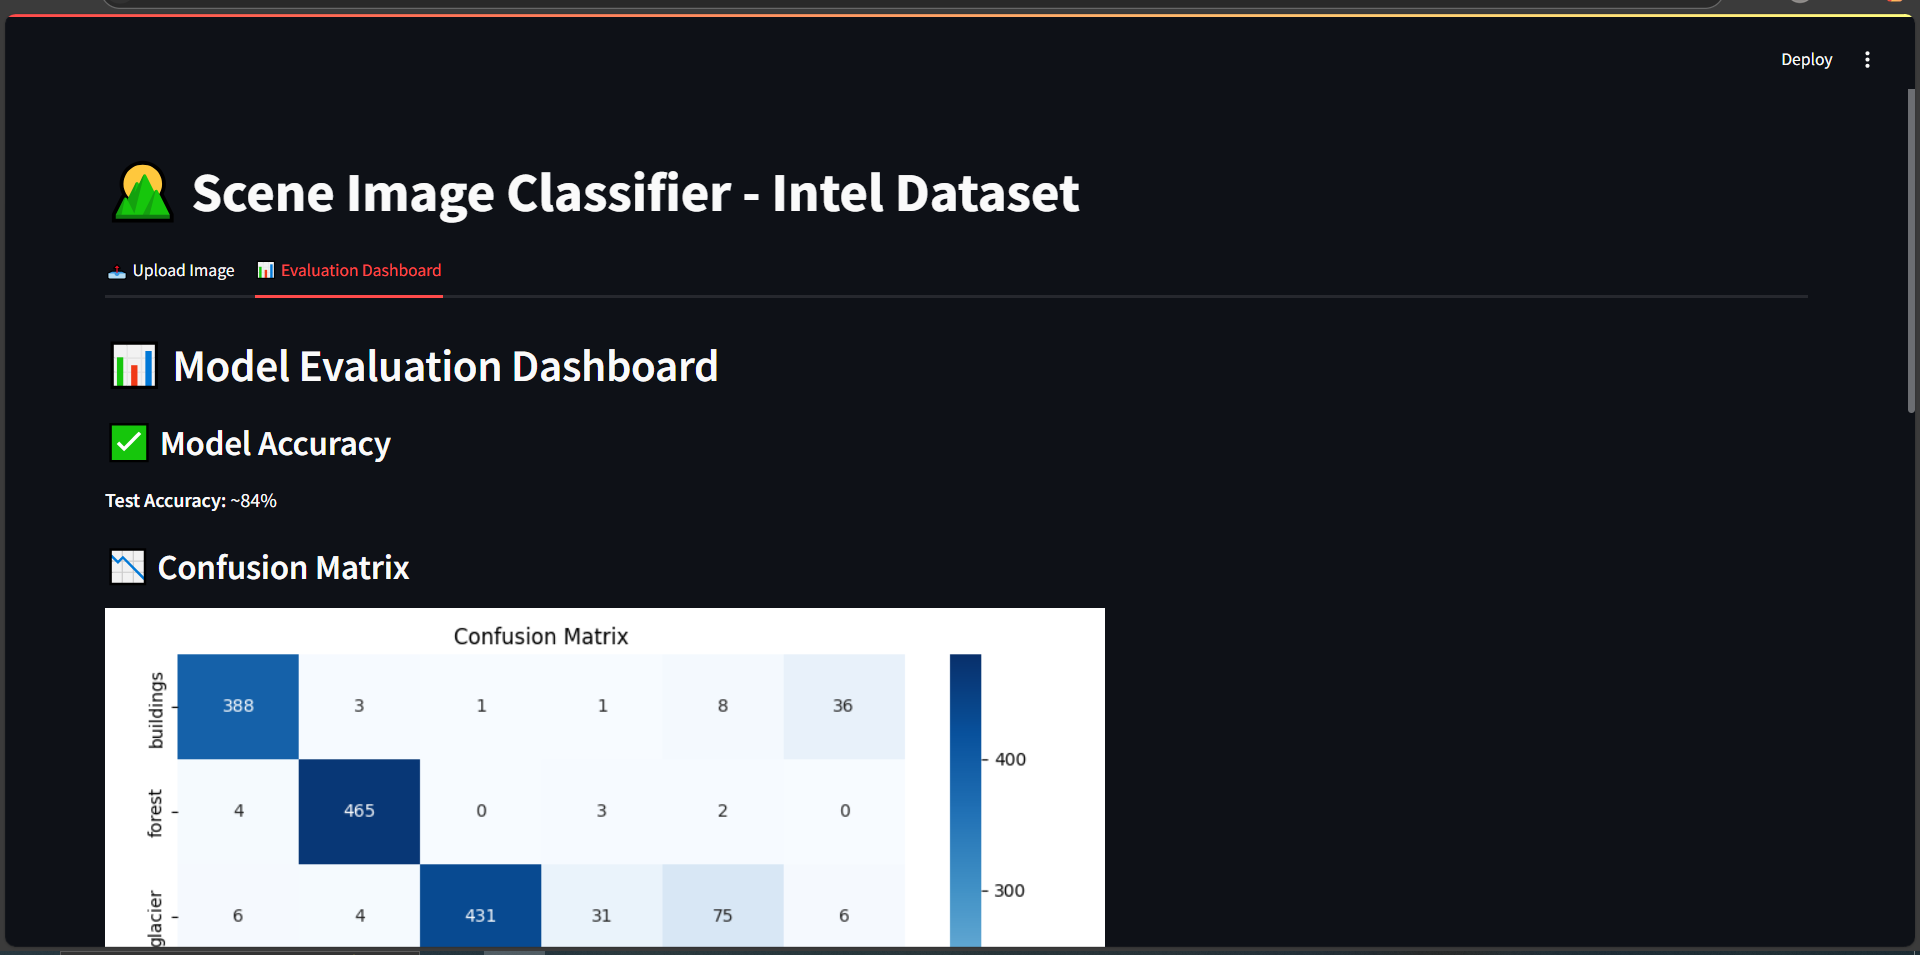 Deploy
Scene Image Classifier - Intel Dataset
Upload Image
Evaluation Dashboard
Model Evaluation Dashboard
Model Accuracy
Test Accuracy: ~84%
Confusion Matrix
Confusion Matrix
buildings 388 3 1 1 8 36
400
forest 4 465 0 3 2 0
300
glacier 6 4 431 31 75 6